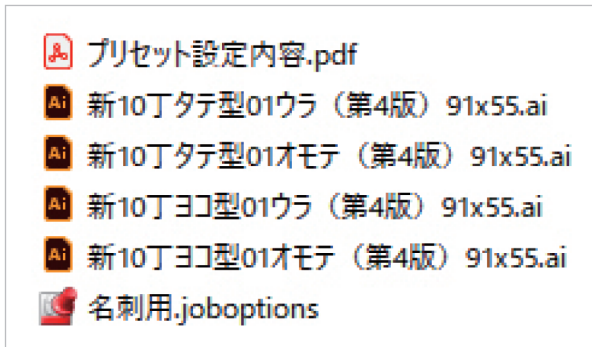 プリセット設定内容.pdf
Ai 新10丁タテ型01ウラ（第4版）91x55.ai
Ai 新10丁タテ型01オモテ（第4版）91x55.ai
Ai 新10丁ヨコ型01ウラ（第4版）91x55.ai
Ai 新10丁ヨコ型01オモテ（第4版）91x55.ai
名刺用.joboptions